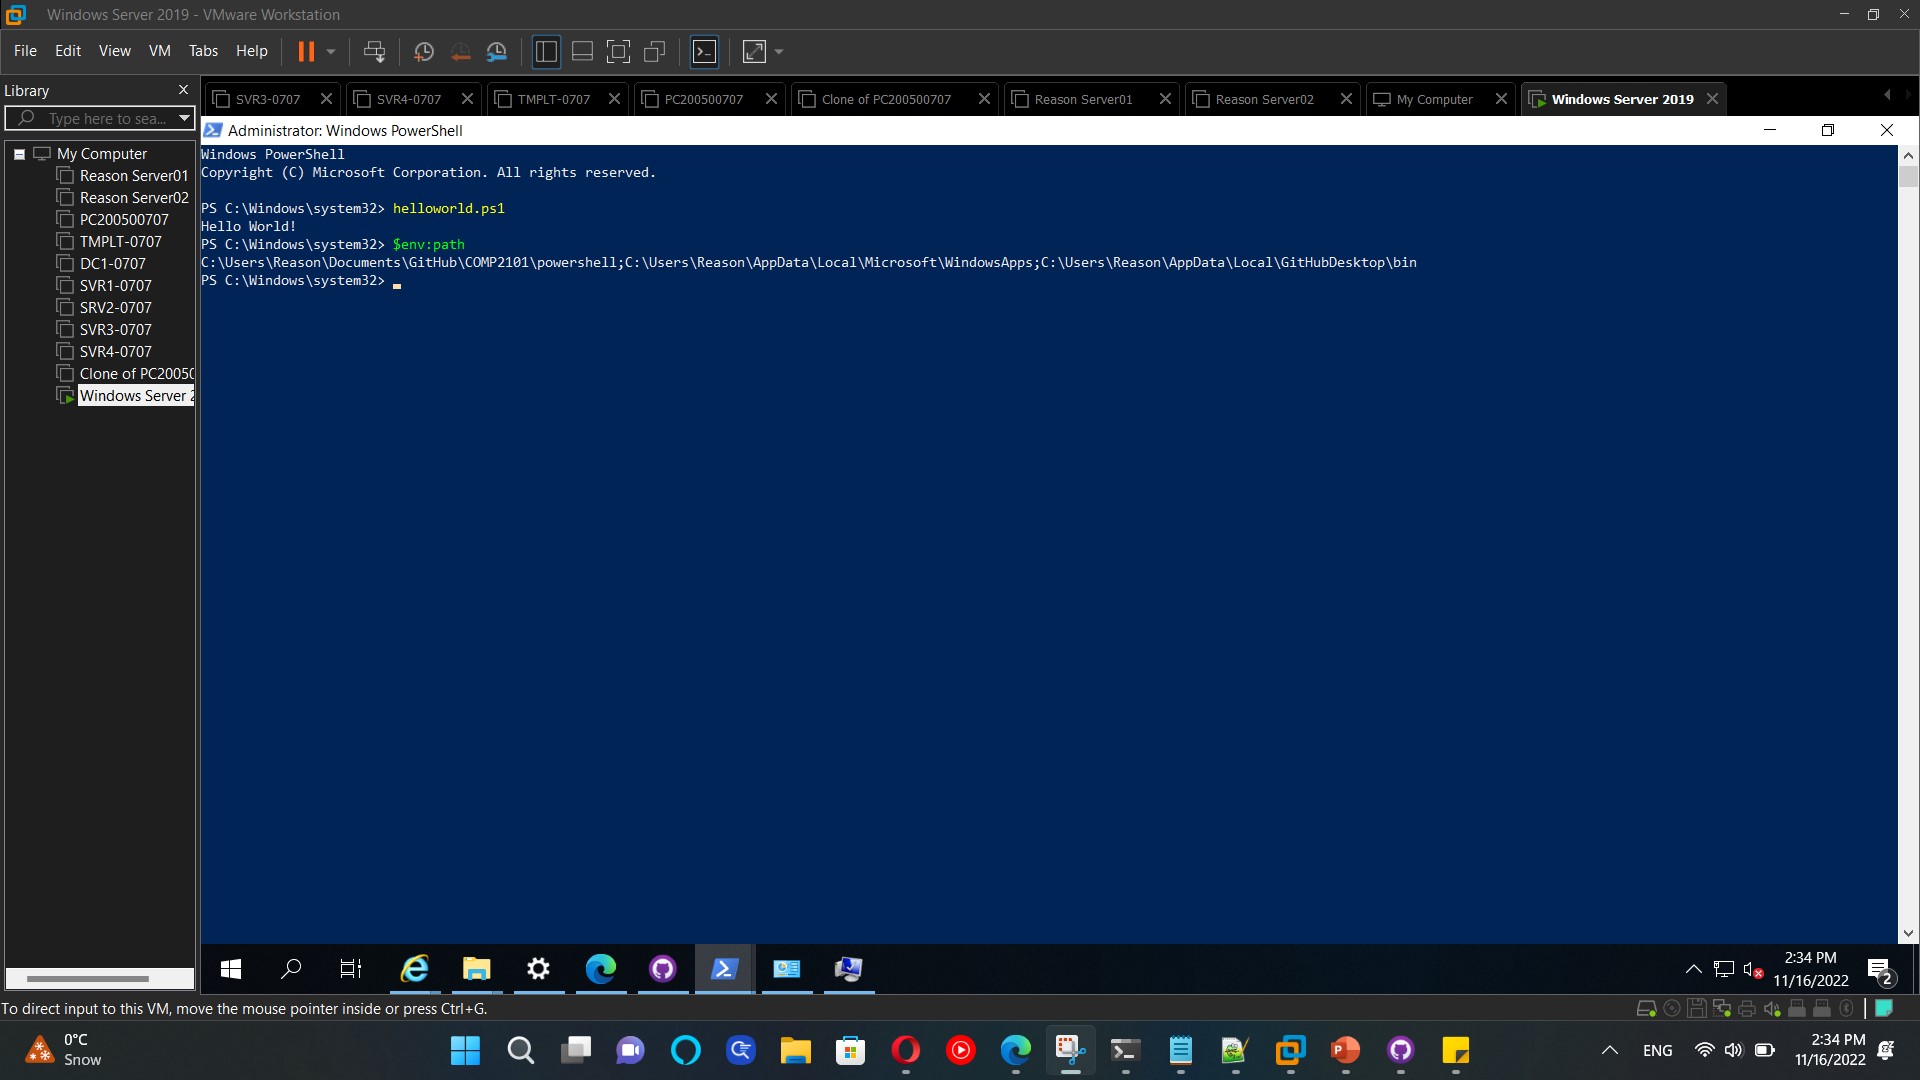 Windows Server 2019 - VMware Workstation
File Edit View VM Tabs Help
Library
SVR3-0707 SVR4-0707 TMPLT-0707 PC200500707 Clone of PC200500707 Reason Server01 Reason Server02 My Computer Windows Server 2019
Type here to sea...
My Computer
Reason Server01
Reason Server02
PC200500707
TMPLT-0707
DC1-0707
SVR1-0707
SRV2-0707
SVR3-0707
SVR4-0707
Clone of PC20050
Windows Server 2
Administrator: Windows PowerShell
Windows PowerShell
Copyright (C) Microsoft Corporation. All rights reserved.
PS C:\Windows\system32> helloworld.ps1
Hello World!
PS C:\Windows\system32> $env:path
C:\Users\Reason\Documents\GitHub\COMP2101\powershell;C:\Users\Reason\AppData\Local\Microsoft\WindowsApps;C:\Users\Reason\AppData\Local\GitHubDesktop\bin
PS C:\Windows\system32>
2:34 PM
11/16/2022
2
To direct input to this VM, move the mouse pointer inside or press Ctrl+G.
0°C
Snow
ENG
2:34 PM
11/16/2022